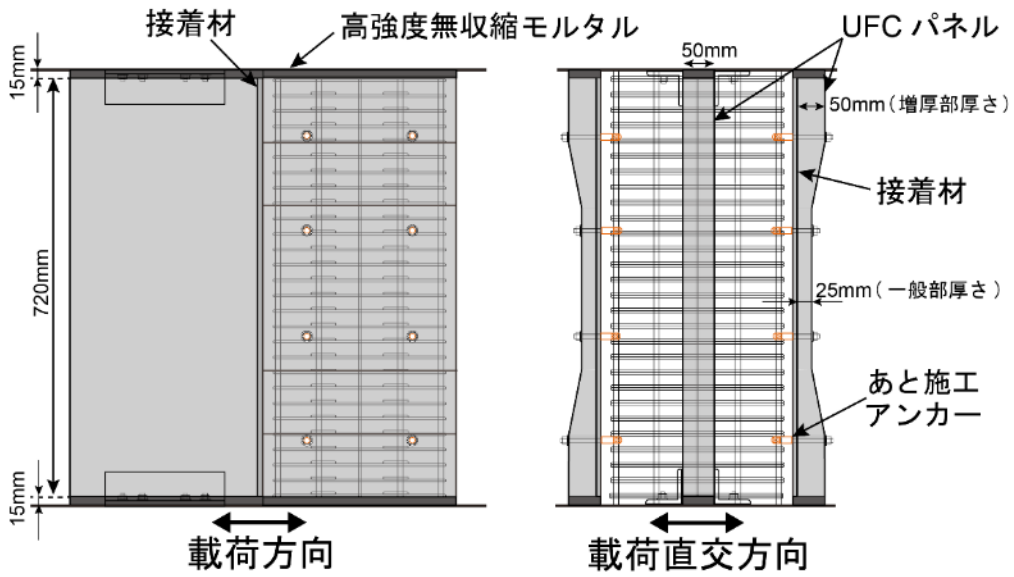 接着材
高強度無収縮モルタル
UFC パネル
15mm
50mm
50mm（増厚部厚さ）
接着材
720mm
25mm（一般部厚さ）
あと施工
アンカー
15mm
載荷方向
載荷直交方向